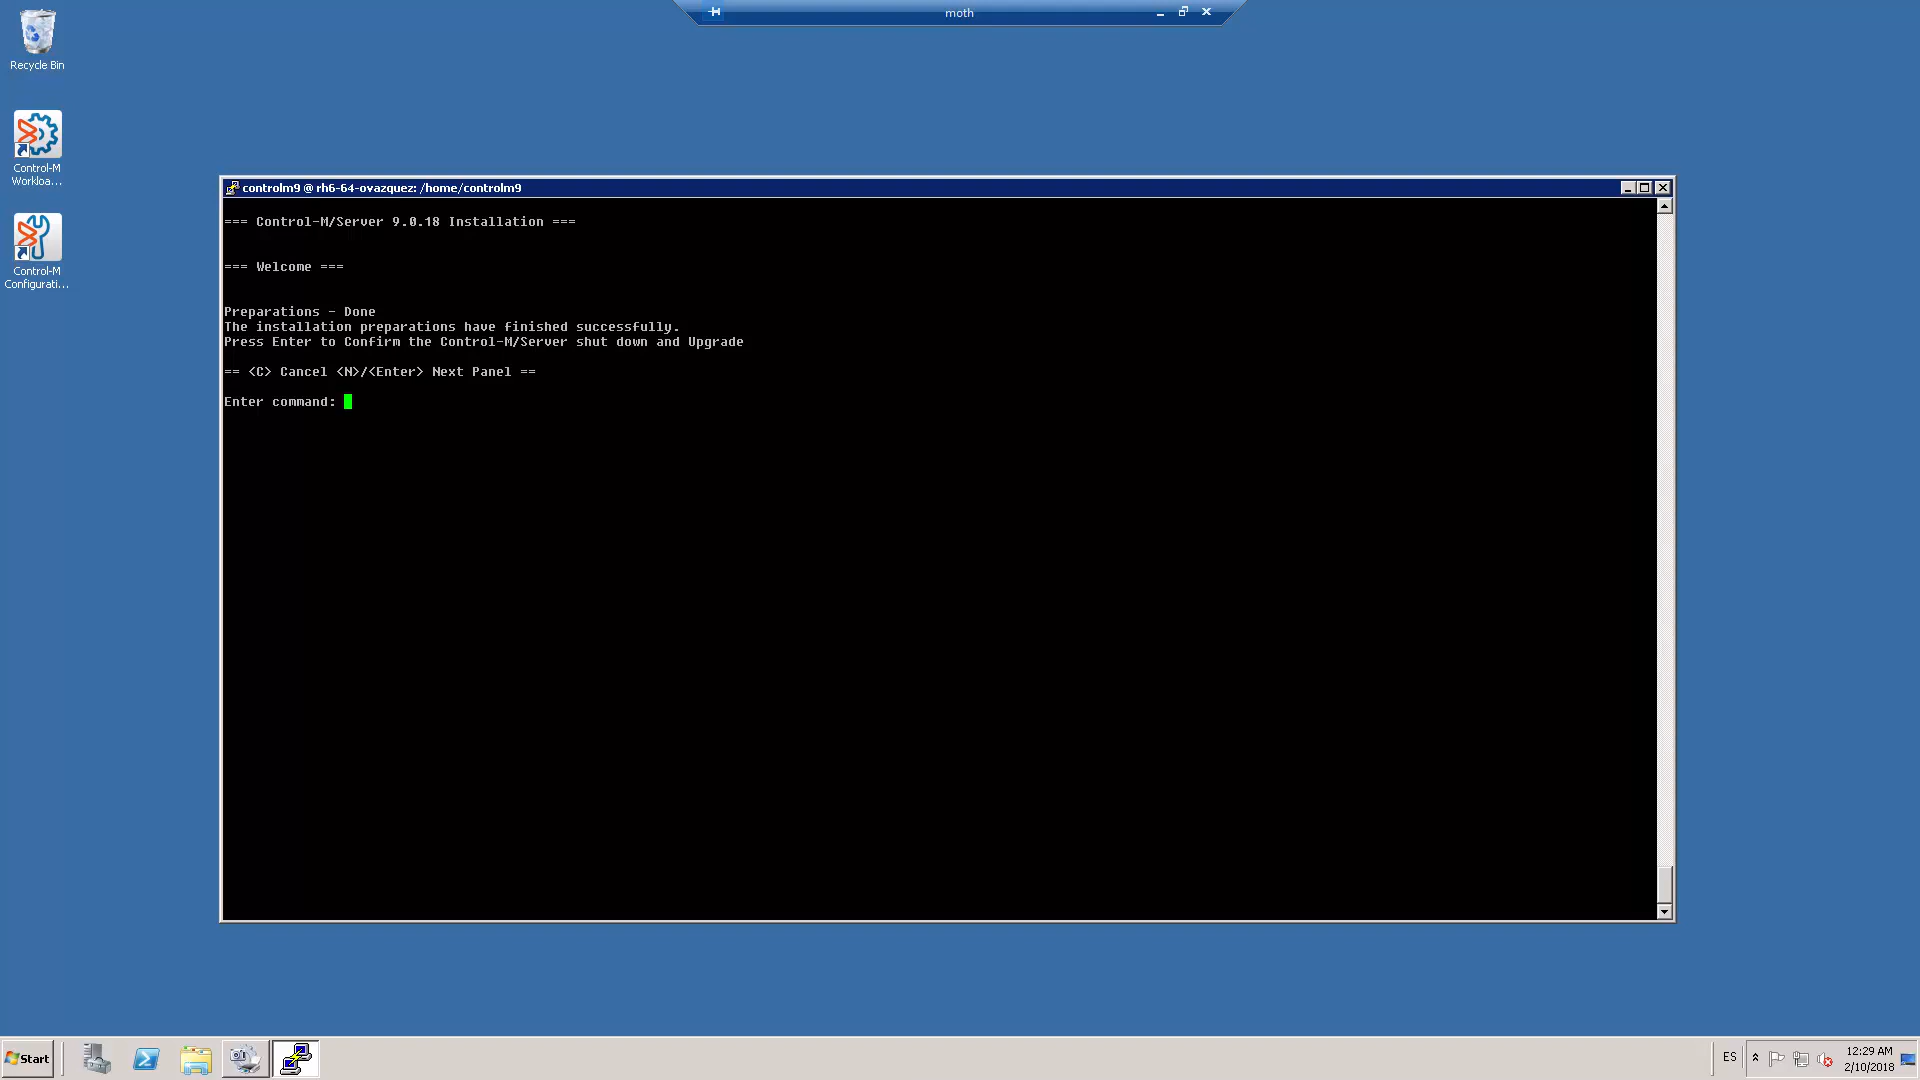 moth
Recycle Bin
Control-M
Workloa...
Control-M
Configurati...
controlm9 @ rh6-64-ovazquez: /home/controlm9
=== Control-M/Server 9.0.18 Installation ===
=== Welcome ===
Preparations - Done
The installation preparations have finished successfully.
Press Enter to Confirm the Control-M/Server shut down and Upgrade
== <C> Cancel <N>/<Enter> Next Panel ==
Enter command:
Start
ES
12:29 AM
2/10/2018